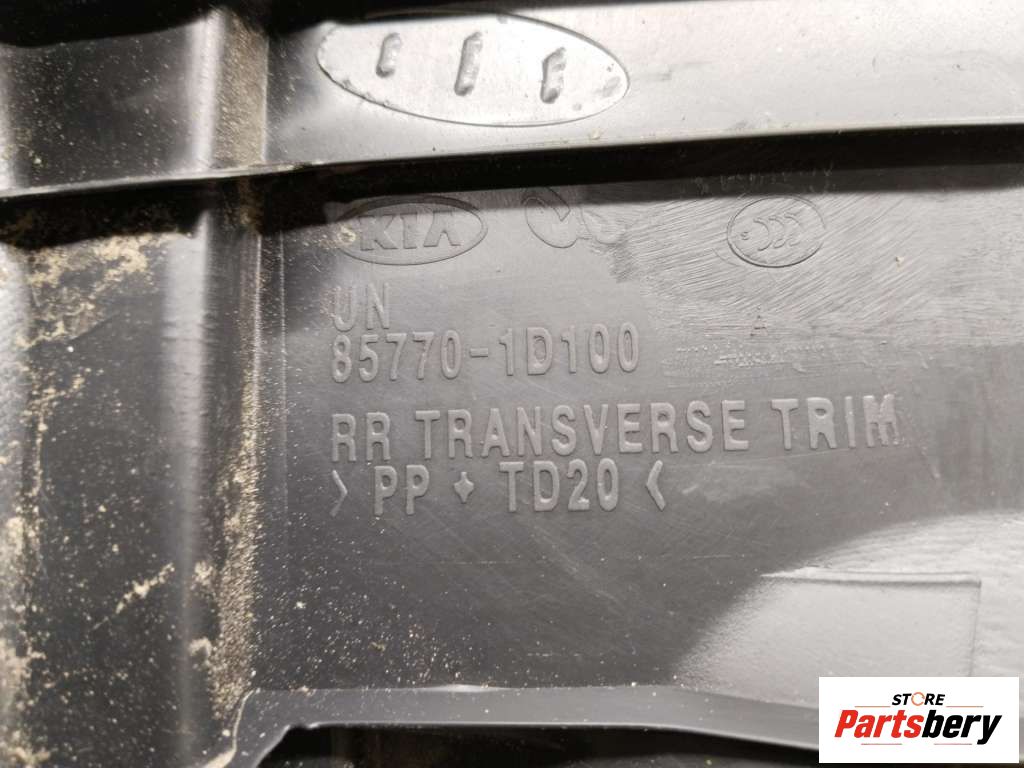 KIA
UN
85770-1D100
RR TRANSVERSE TRIM
>PP+TD20<
STORE
Partsbery